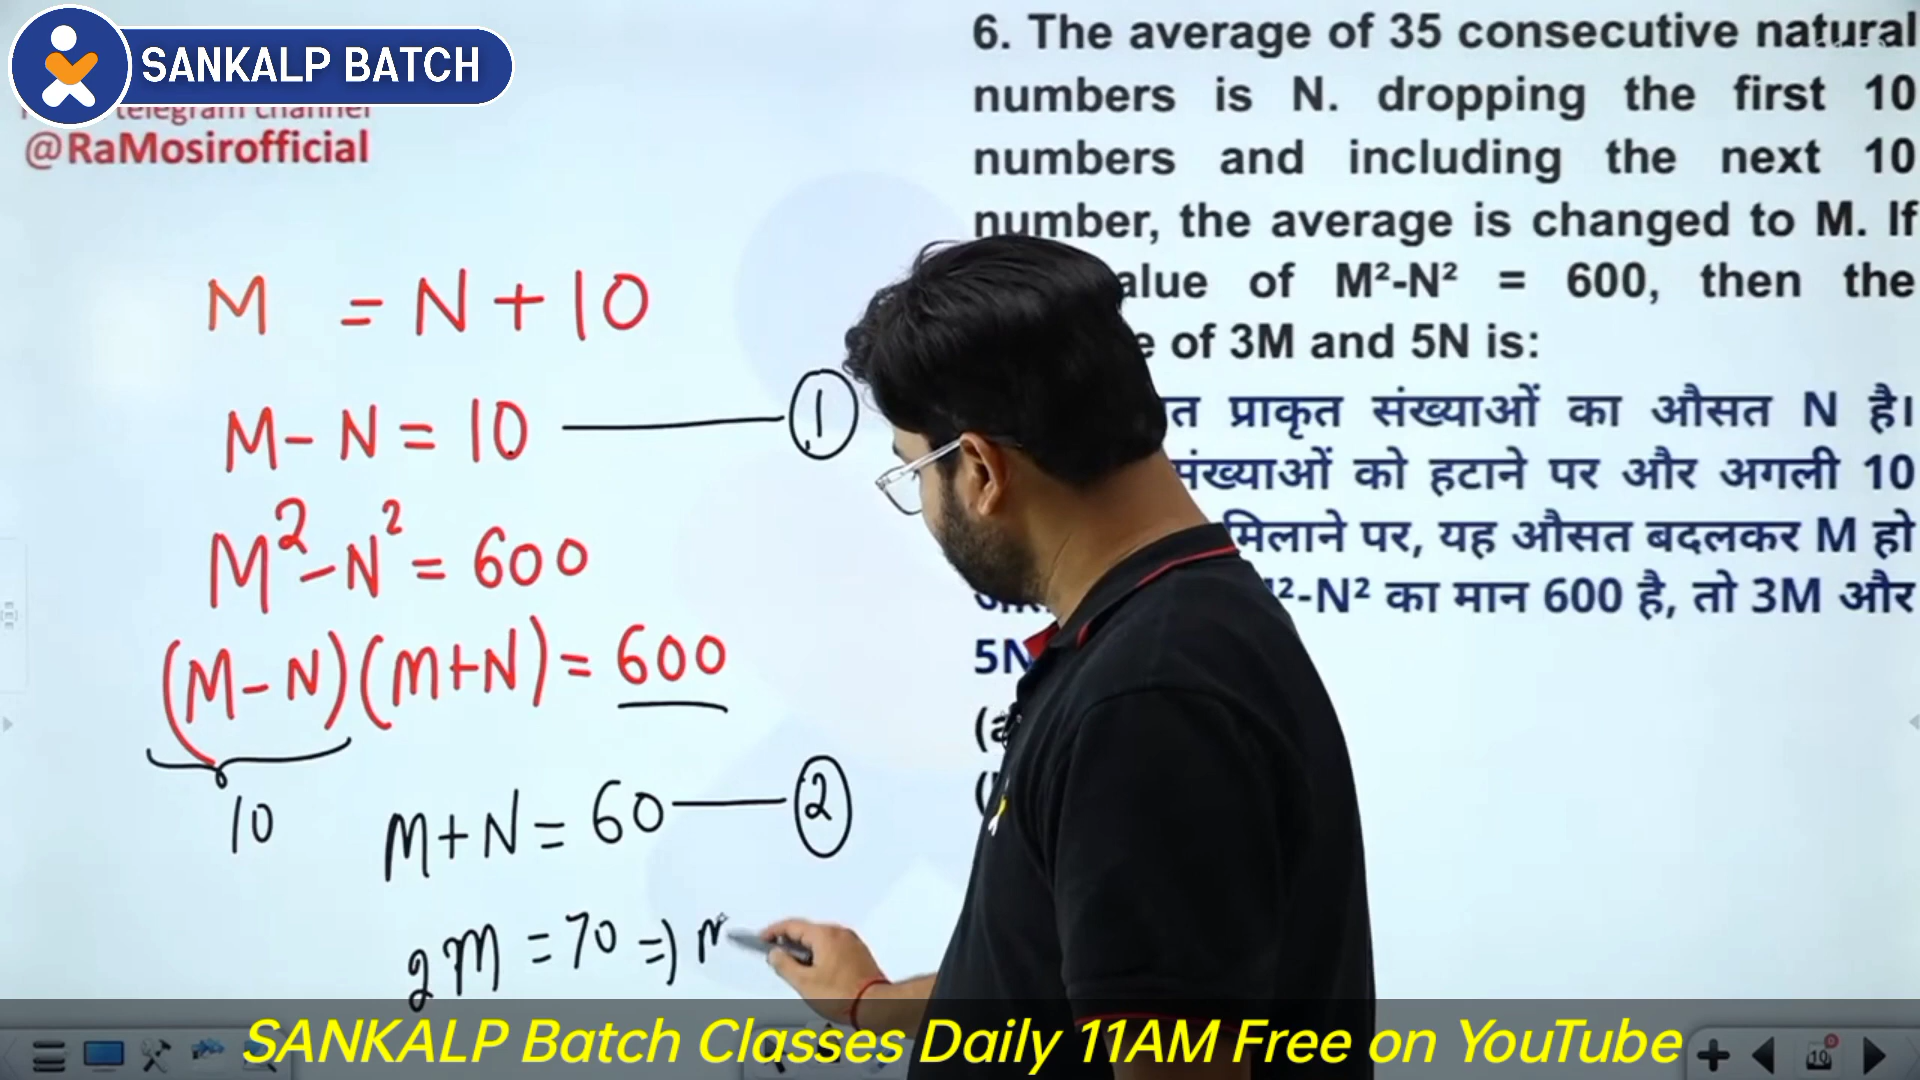 SANKALP BATCH
telegram channel
@RaMosirofficial
M = N + 10
M - N = 10 ——— 1
M² - N² = 600
(M - N) (M + N) = 600
10
M + N = 60 — 2
2M = 70 ⇒
6. The average of 35 consecutive natural
numbers is N. dropping the first 10
numbers and including the next 10
number, the average is changed to M. If
of M²-N² = 600, then the
of 3M and 5N is:
प्राकृत संख्याओं का औसत N है।
को हटाने पर और अगली 10
मिलाने पर, यह औसत बदलकर M हो
²-N² का मान 600 है, तो 3M और
5N
SANKALP Batch Classes Daily 11AM Free on YouTube
10